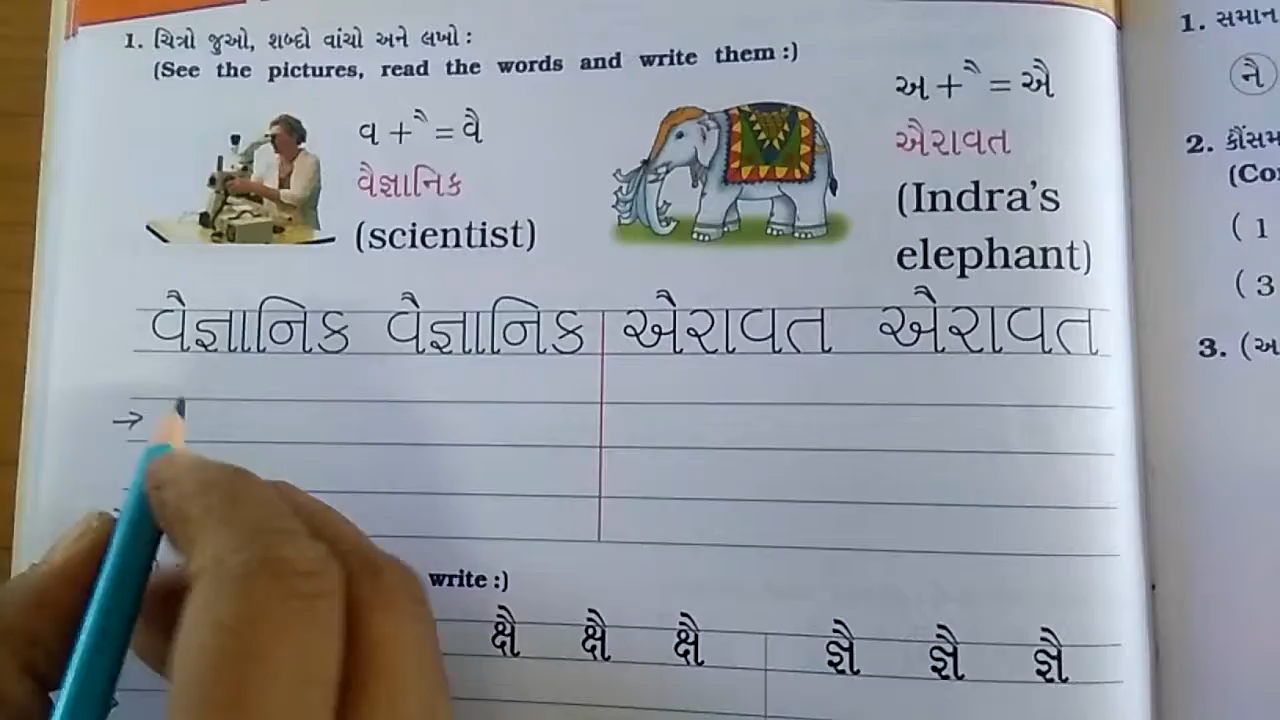 1. ચિત્રો જુઓ, શબ્દો વાંચો અને લખો :
(See the pictures, read the words and write them :)
વ + ૈ = વૈ
વૈજ્ઞાનિક
(scientist)
અ + ૈ = ઐ
ઐરાવત
(Indra's
elephant)
વૈજ્ઞાનિક વૈજ્ઞાનિક ઐરાવત ઐરાવત
→
write :)
ક્ષૈ ક્ષૈ ક્ષૈ જ્ઞૈ જ્ઞૈ જ્ઞૈ
1. સમાન
નૈ
2. કૌંસમ
(Co
( 1
( 3
3. (અ